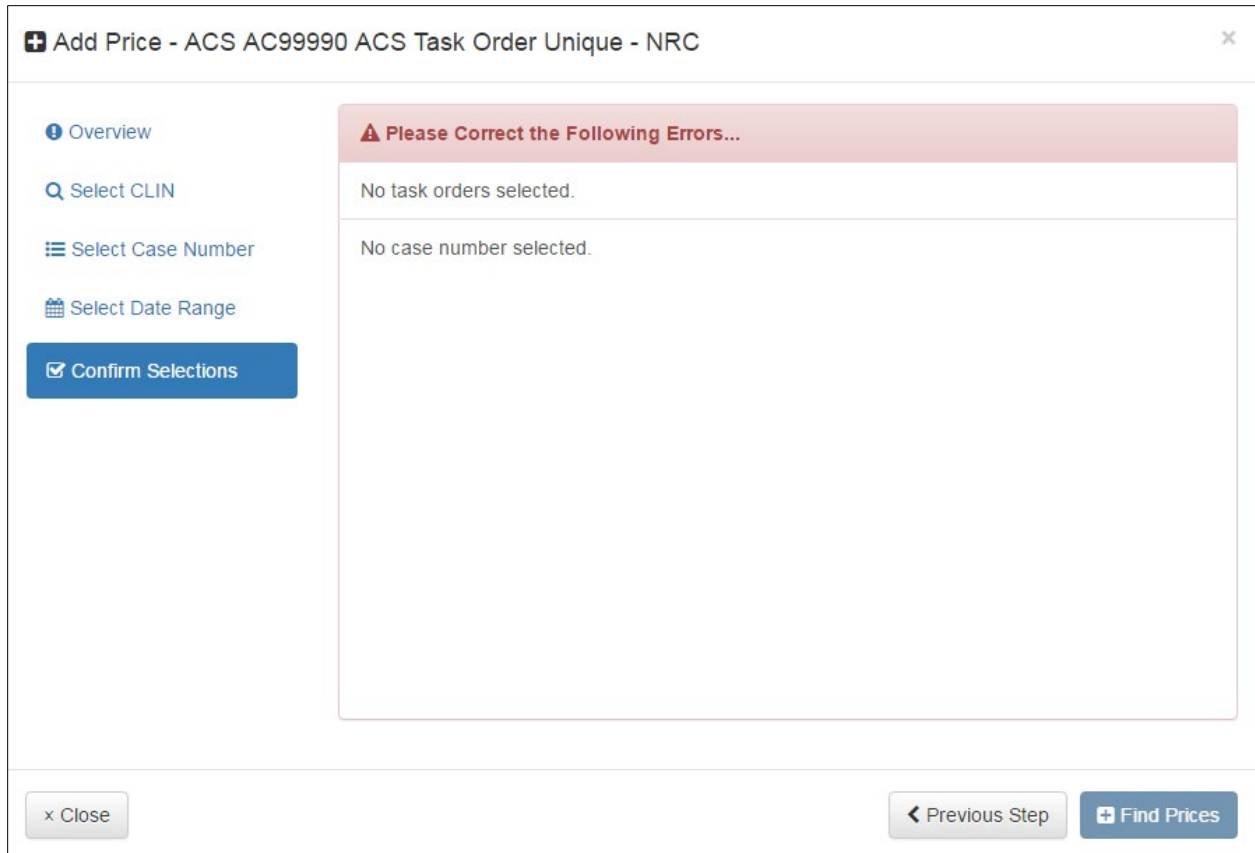 Add Price - ACS AC99990 ACS Task Order Unique - NRC
×
Overview
Select CLIN
Select Case Number
Select Date Range
Confirm Selections
Please Correct the Following Errors...
No task orders selected.
No case number selected.
× Close
Previous Step
Find Prices